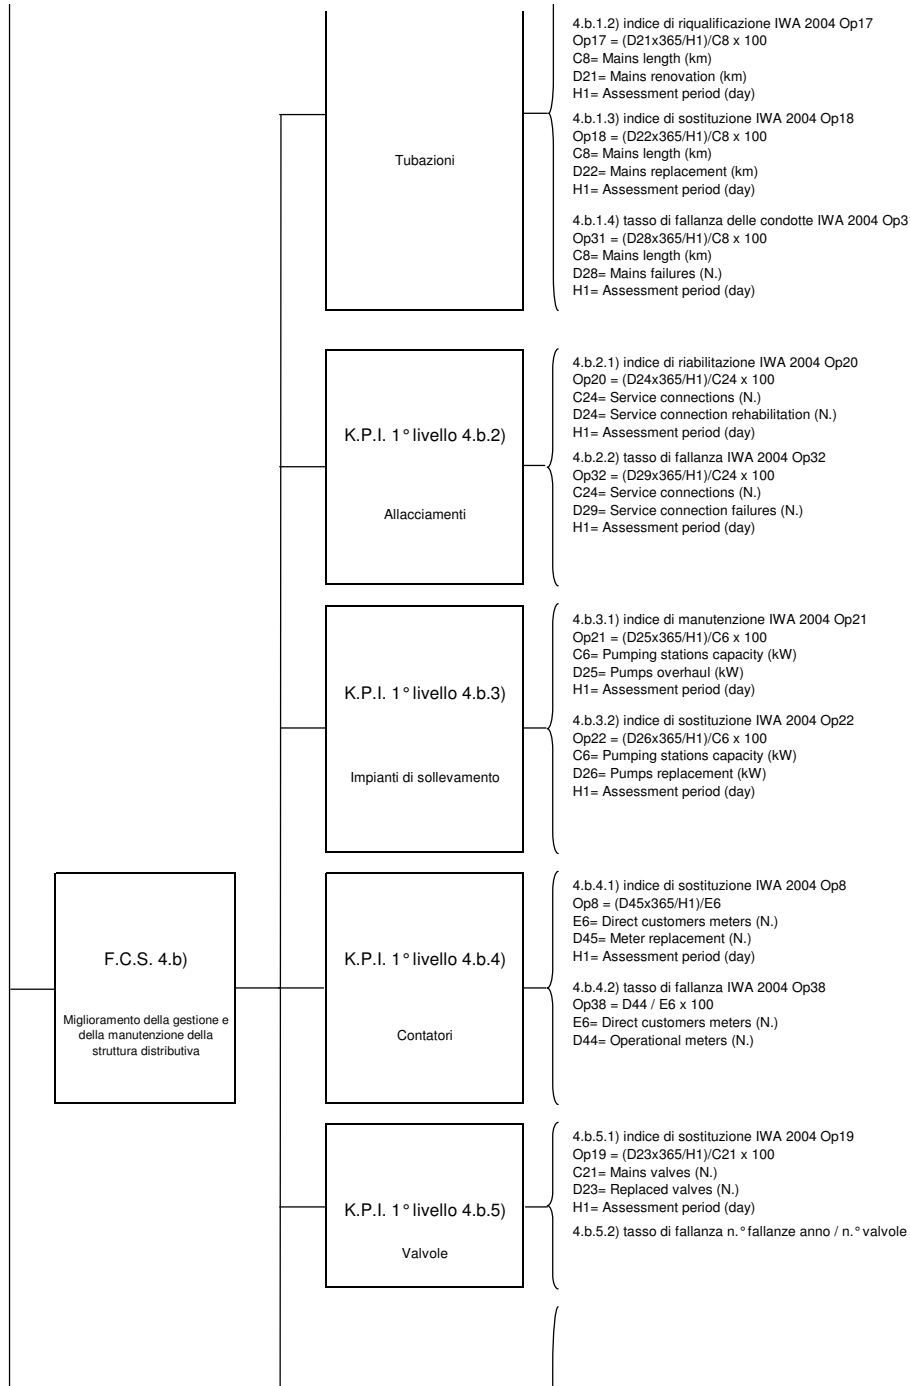 4.b.1.2) indice di riqualificazione IWA 2004 Op17
Op17 = (D21x365/H1)/C8 x 100
C8= Mains length (km)
D21= Mains renovation (km)
H1= Assessment period (day)
4.b.1.3) indice di sostituzione IWA 2004 Op18
Op18 = (D22x365/H1)/C8 x 100
C8= Mains length (km)
D22= Mains replacement (km)
H1= Assessment period (day)
Tubazioni
4.b.1.4) tasso di fallanza delle condotte IWA 2004 Op31
Op31 = (D28x365/H1)/C8 x 100
C8= Mains length (km)
D28= Mains failures (N.)
H1= Assessment period (day)
K.P.I. 1° livello 4.b.2)
Allacciamenti
4.b.2.1) indice di riabilitazione IWA 2004 Op20
Op20 = (D24x365/H1)/C24 x 100
C24= Service connections (N.)
D24= Service connection rehabilitation (N.)
H1= Assessment period (day)
4.b.2.2) tasso di fallanza IWA 2004 Op32
Op32 = (D29x365/H1)/C24 x 100
C24= Service connections (N.)
D29= Service connection failures (N.)
H1= Assessment period (day)
K.P.I. 1° livello 4.b.3)
Impianti di sollevamento
4.b.3.1) indice di manutenzione IWA 2004 Op21
Op21 = (D25x365/H1)/C6 x 100
C6= Pumping stations capacity (kW)
D25= Pumps overhaul (kW)
H1= Assessment period (day)
4.b.3.2) indice di sostituzione IWA 2004 Op22
Op22 = (D26x365/H1)/C6 x 100
C6= Pumping stations capacity (kW)
D26= Pumps replacement (kW)
H1= Assessment period (day)
F.C.S. 4.b)
Miglioramento della gestione e
della manutenzione della
struttura distributiva
K.P.I. 1° livello 4.b.4)
Contatori
4.b.4.1) indice di sostituzione IWA 2004 Op8
Op8 = (D45x365/H1)/E6
E6= Direct customers meters (N.)
D45= Meter replacement (N.)
H1= Assessment period (day)
4.b.4.2) tasso di fallanza IWA 2004 Op38
Op38 = D44 / E6 x 100
E6= Direct customers meters (N.)
D44= Operational meters (N.)
K.P.I. 1° livello 4.b.5)
Valvole
4.b.5.1) indice di sostituzione IWA 2004 Op19
Op19 = (D23x365/H1)/C21 x 100
C21= Mains valves (N.)
D23= Replaced valves (N.)
H1= Assessment period (day)
4.b.5.2) tasso di fallanza n.° fallanze anno / n.° valvole